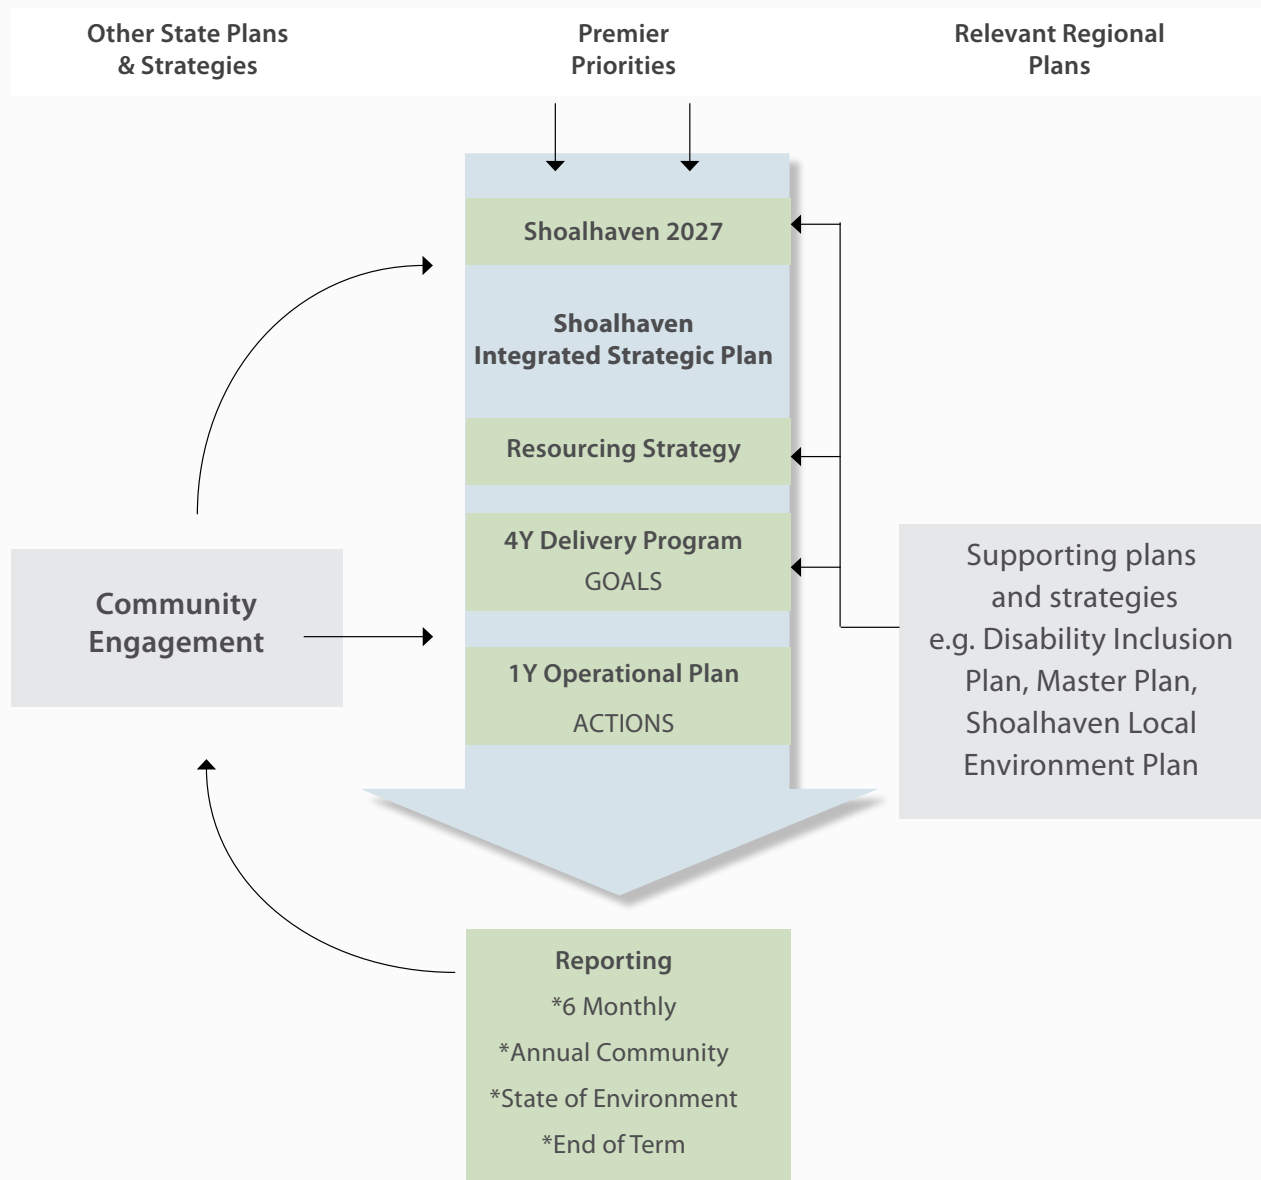 Other State Plans
& Strategies
Premier
Priorities
Relevant Regional
Plans
Shoalhaven 2027
Shoalhaven
Integrated Strategic Plan
Resourcing Strategy
4Y Delivery Program
GOALS
1Y Operational Plan
ACTIONS
Community
Engagement
Supporting plans
and strategies
e.g. Disability Inclusion
Plan, Master Plan,
Shoalhaven Local
Environment Plan
Reporting
*6 Monthly
*Annual Community
*State of Environment
*End of Term